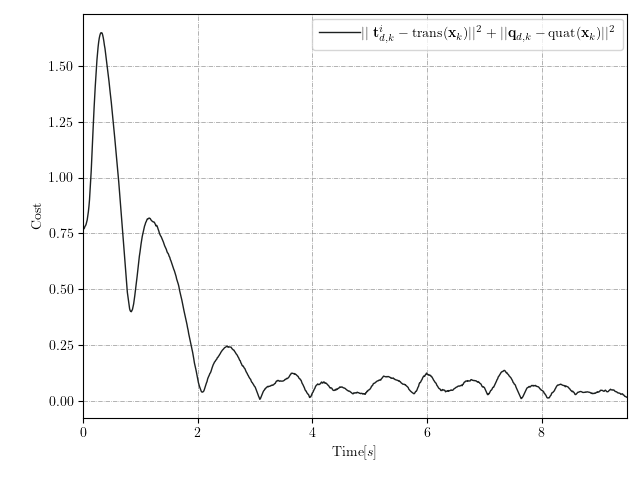 || t^i_{d,k} − trans(x_k)||² + ||q_{d,k} − quat(x_k)||²
1.50
1.25
1.00
0.75
0.50
0.25
0.00
Cost
0 2 4 6 8
Time[s]